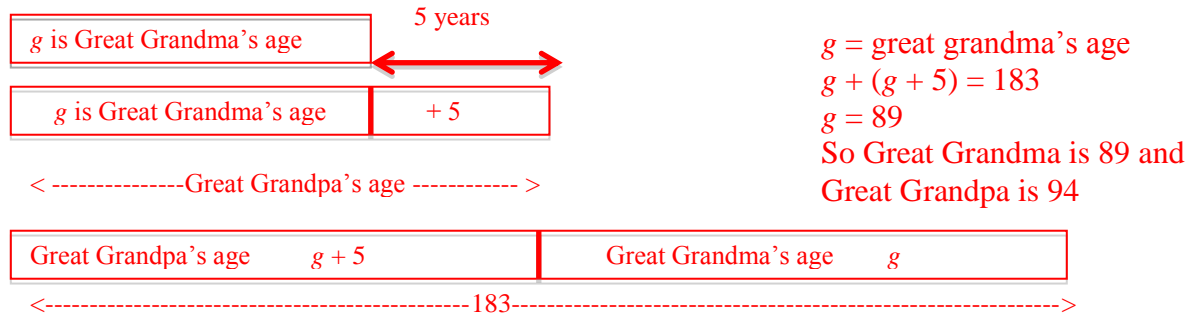 5 years
g is Great Grandma's age
g is Great Grandma's age + 5
< ---------------Great Grandpa's age ------------ >
g = great grandma's age
g + (g + 5) = 183
g = 89
So Great Grandma is 89 and
Great Grandpa is 94
Great Grandpa's age g + 5 Great Grandma's age g
<-------------------------------------------183-------------------------------------------------------->